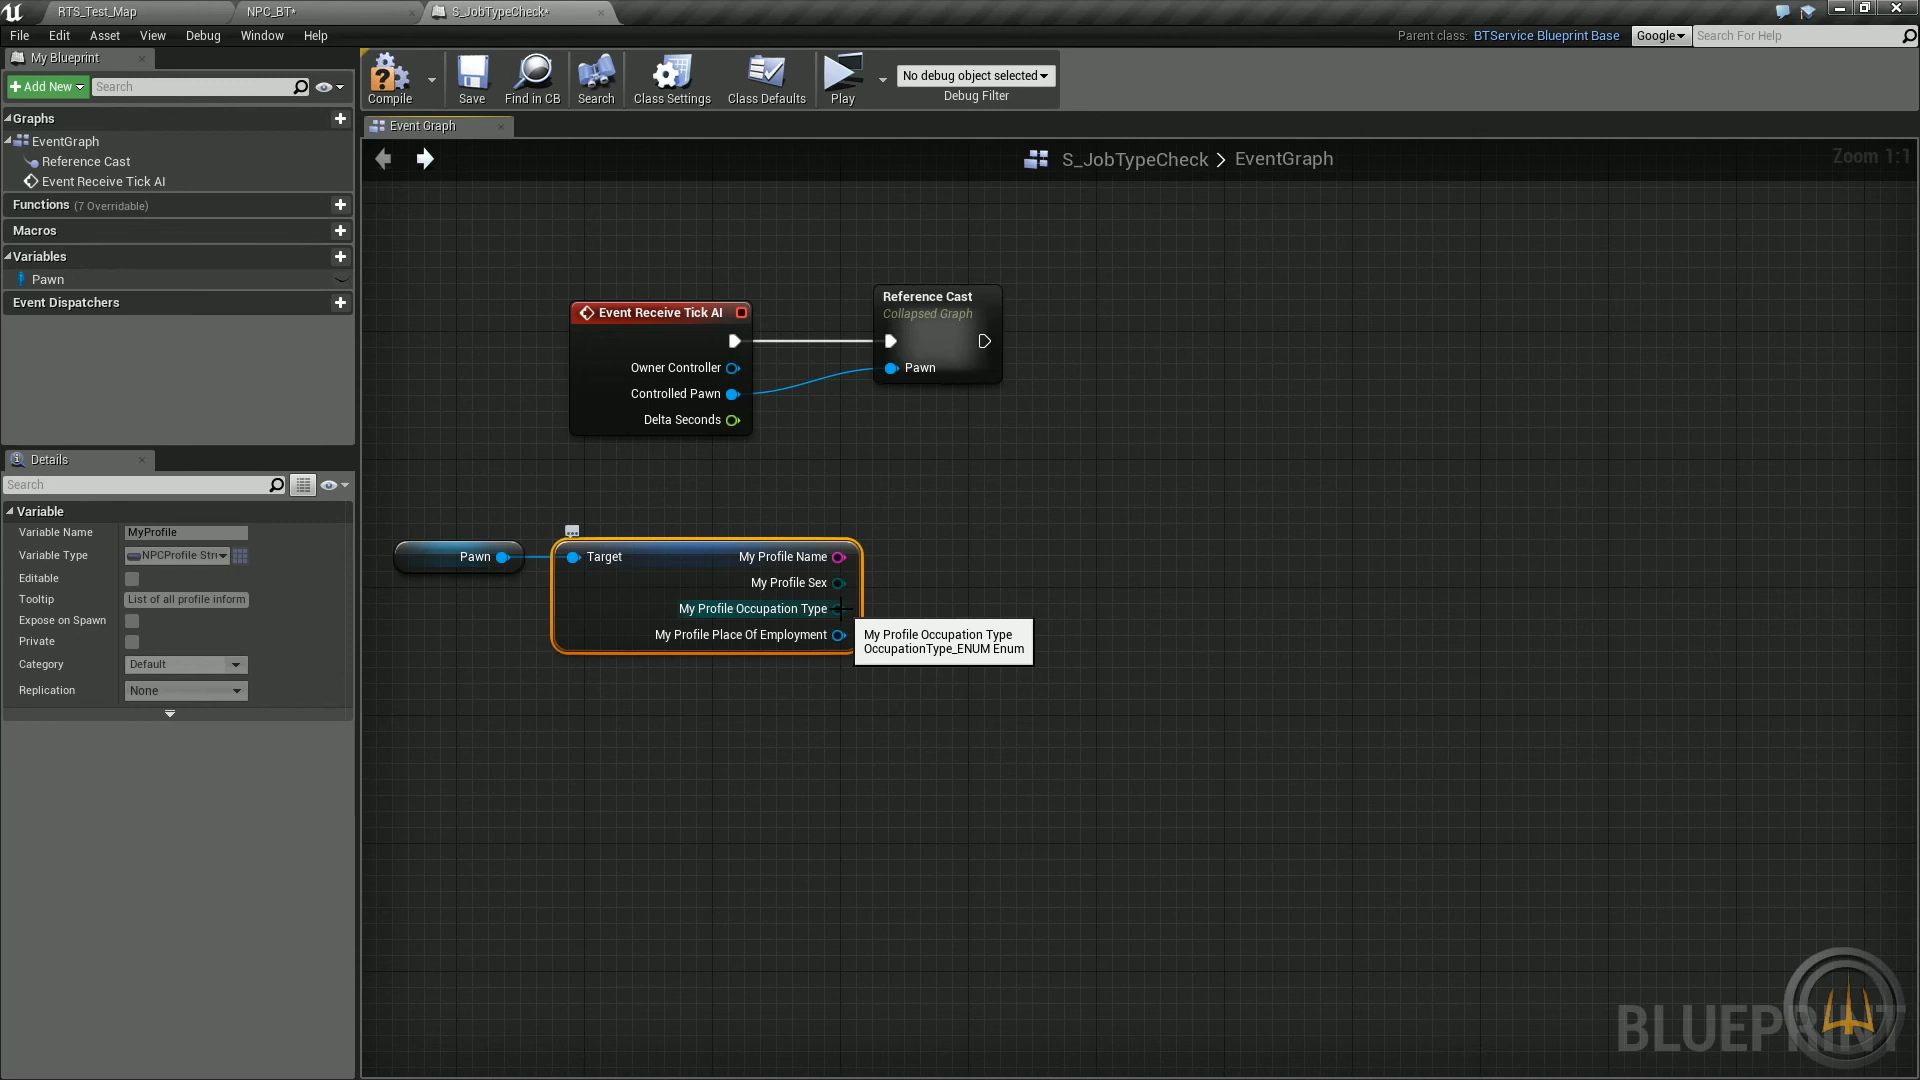 RTS_Test_Map
NPC_BT*
S_JobTypeCheck*
File Edit Asset View Debug Window Help
Parent class: BTService Blueprint Base
Google
Search For Help
My Blueprint
Add New
Search
Compile
Save
Find in CB
Search
Class Settings
Class Defaults
Play
No debug object selected
Debug Filter
Graphs
EventGraph
Reference Cast
Event Receive Tick AI
Functions (7 Overridable)
Macros
Variables
Pawn
Event Dispatchers
Event Graph
S_JobTypeCheck > EventGraph
Zoom 1:1
Event Receive Tick AI
Owner Controller
Controlled Pawn
Delta Seconds
Reference Cast
Collapsed Graph
Pawn
Details
Search
Variable
Variable Name MyProfile
Variable Type NPCProfile Stru
Editable
Tooltip List of all profile inform
Expose on Spawn
Private
Category Default
Replication None
Pawn
Target
My Profile Name
My Profile Sex
My Profile Occupation Type
My Profile Place Of Employment
My Profile Occupation Type
OccupationType_ENUM Enum
BLUEPRINT